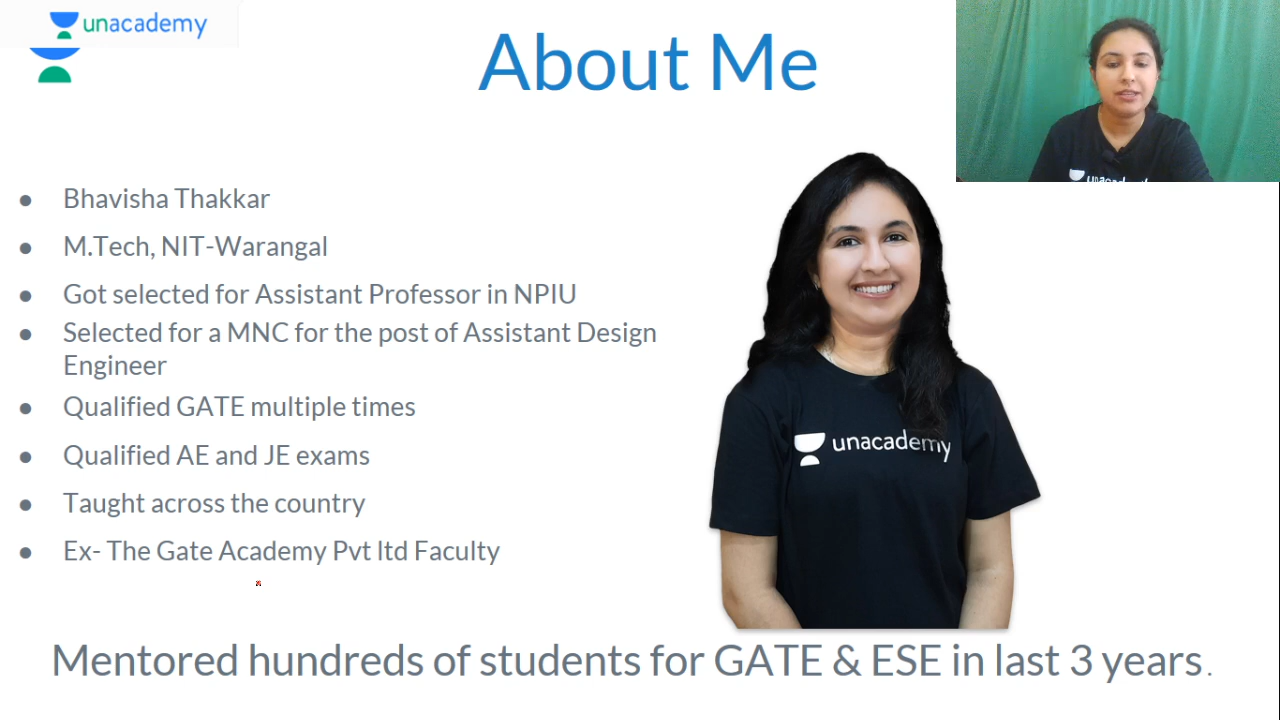 unacademy
About Me
Bhavisha Thakkar
M.Tech, NIT-Warangal
Got selected for Assistant Professor in NPIU
Selected for a MNC for the post of Assistant Design
Engineer
Qualified GATE multiple times
Qualified AE and JE exams
Taught across the country
Ex- The Gate Academy Pvt ltd Faculty
unacademy
Mentored hundreds of students for GATE & ESE in last 3 years.